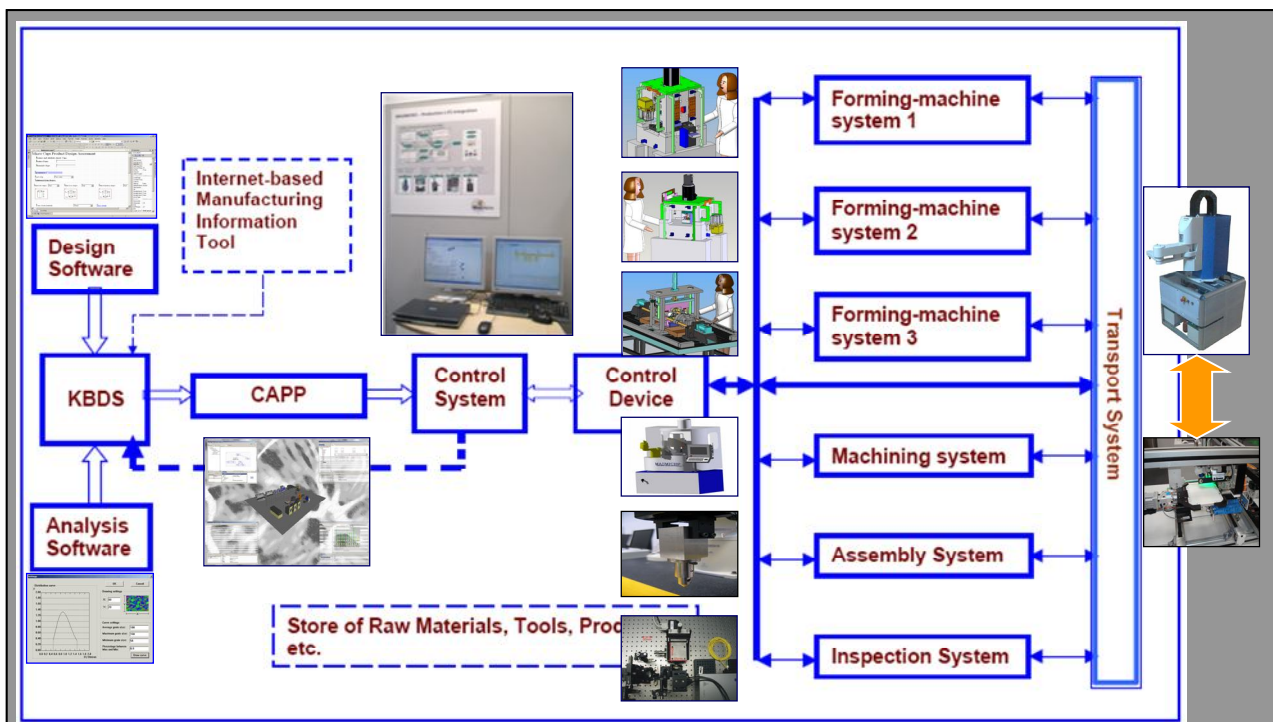 Forming-machine
system 1
Internet-based
Manufacturing
Information
Tool
Design
Software
Forming-machine
system 2
Forming-machine
system 3
Transport System
KBDS
CAPP
Control
System
Control
Device
Machining system
Analysis
Software
Assembly System
Store of Raw Materials, Tools, Prod
etc.
Inspection System